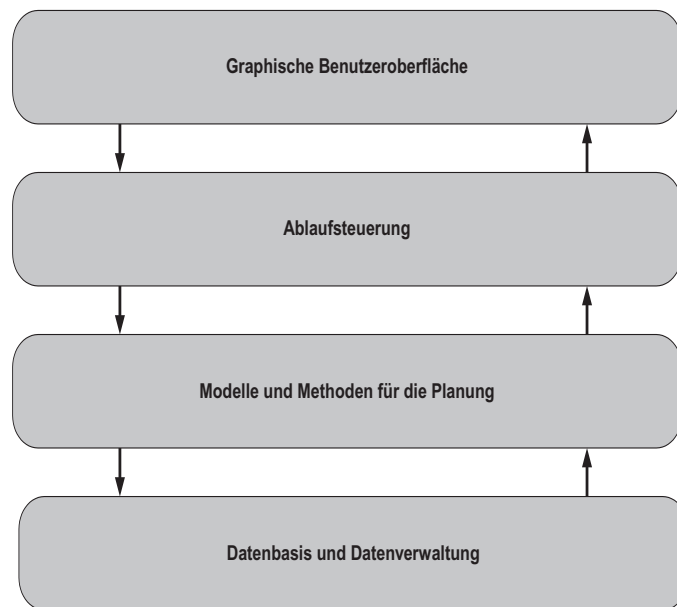 Graphische Benutzeroberfläche
Ablaufsteuerung
Modelle und Methoden für die Planung
Datenbasis und Datenverwaltung